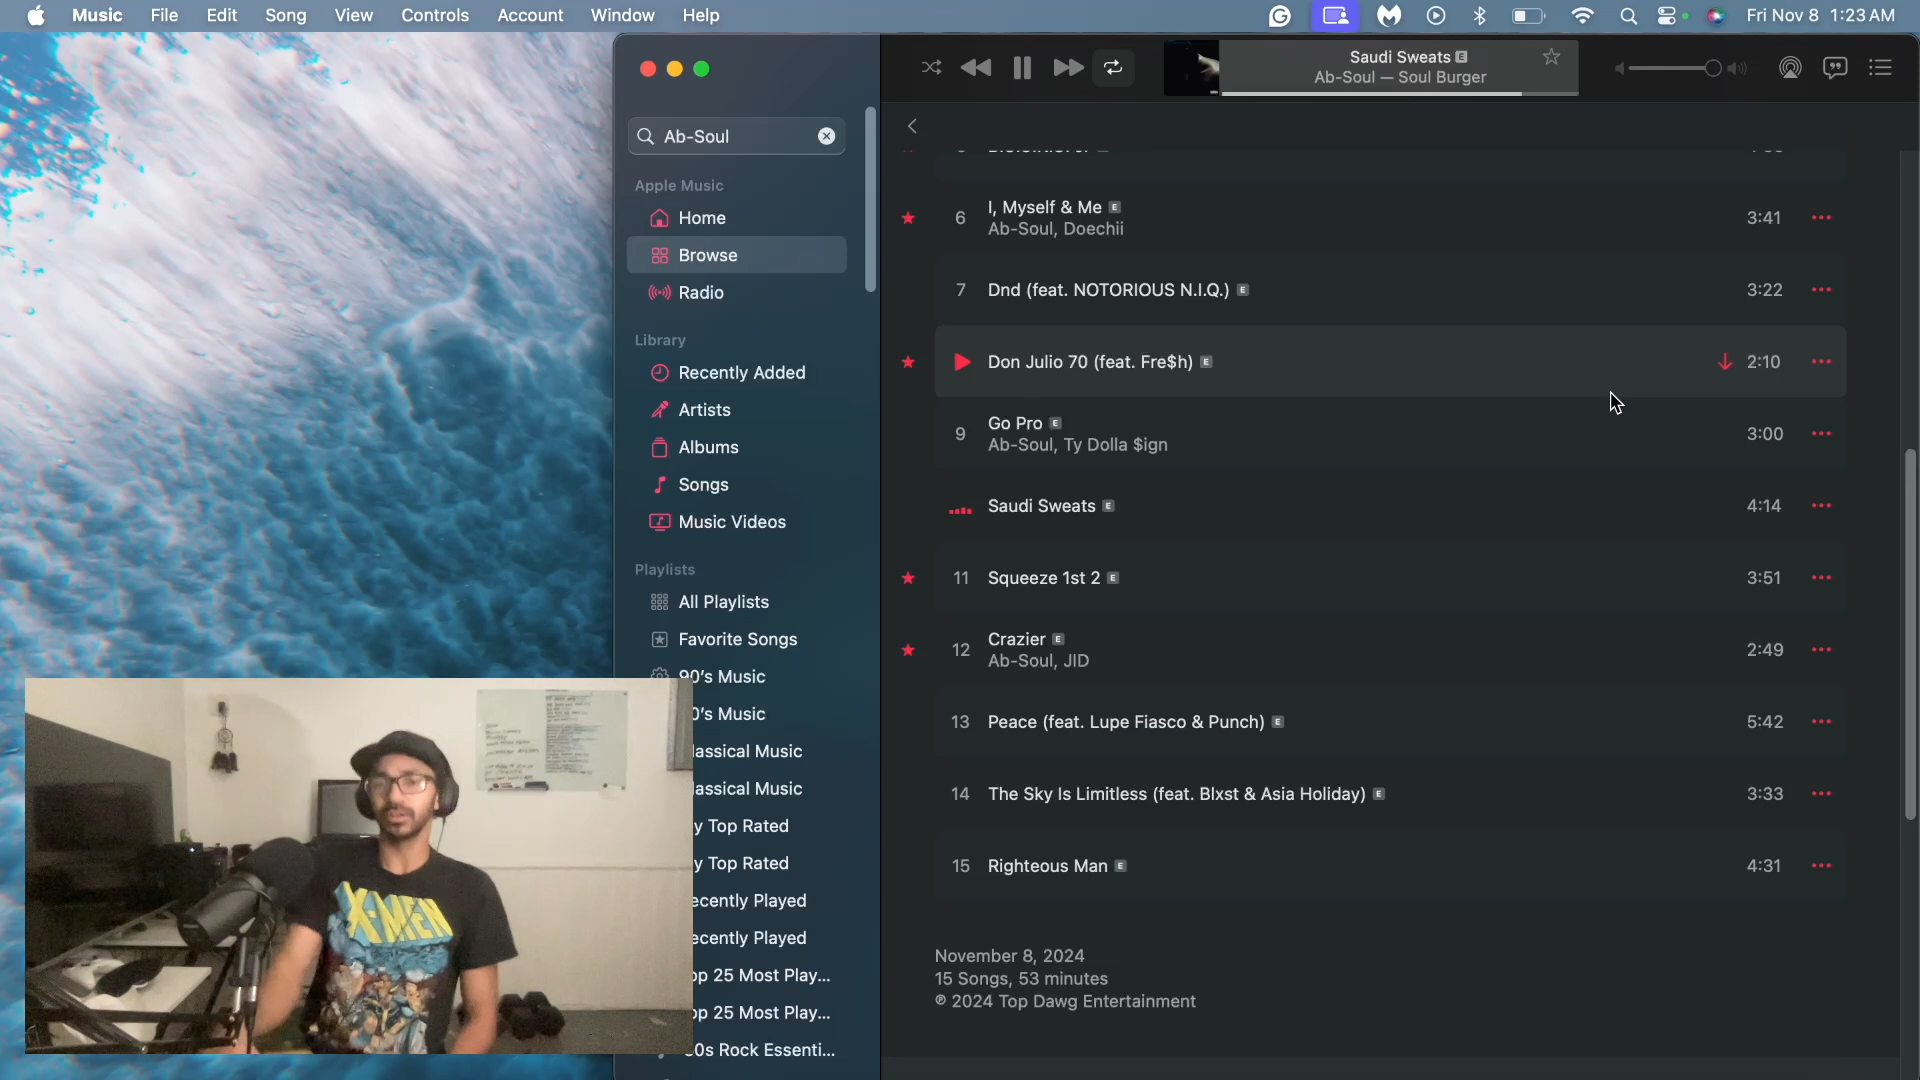 Music File Edit Song View Controls Account Window Help
Fri Nov 8 1:23 AM
Saudi Sweats E
Ab-Soul — Soul Burger
Ab-Soul
Apple Music
Home
Browse
Radio
Library
Recently Added
Artists
Albums
Songs
Music Videos
Playlists
All Playlists
Favorite Songs
90's Music
0's Music
lassical Music
lassical Music
y Top Rated
y Top Rated
ecently Played
ecently Played
op 25 Most Play...
op 25 Most Play...
60s Rock Essenti...
6 I, Myself & Me E 3:41
Ab-Soul, Doechii
7 Dnd (feat. NOTORIOUS N.I.Q.) E 3:22
Don Julio 70 (feat. Fre$h) E 2:10
9 Go Pro E 3:00
Ab-Soul, Ty Dolla $ign
Saudi Sweats E 4:14
11 Squeeze 1st 2 E 3:51
12 Crazier E 2:49
Ab-Soul, JID
13 Peace (feat. Lupe Fiasco & Punch) E 5:42
14 The Sky Is Limitless (feat. Blxst & Asia Holiday) E 3:33
15 Righteous Man E 4:31
November 8, 2024
15 Songs, 53 minutes
℗ 2024 Top Dawg Entertainment
X-MEN